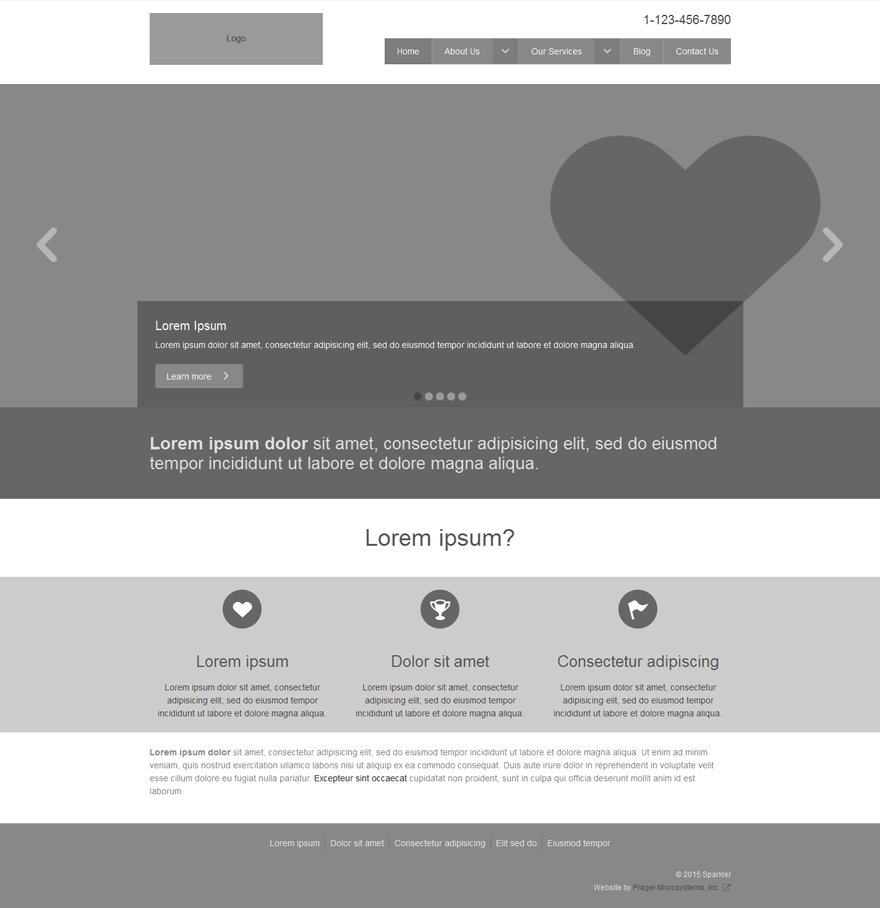 Logo
1-123-456-7890
Home About Us Our Services Blog Contact Us
Lorem Ipsum
Lorem ipsum dolor sit amet, consectetur adipisicing elit, sed do eiusmod tempor incididunt ut labore et dolore magna aliqua.
Learn more
Lorem ipsum dolor sit amet, consectetur adipisicing elit, sed do eiusmod
tempor incididunt ut labore et dolore magna aliqua.
Lorem ipsum?
Lorem ipsum
Lorem ipsum dolor sit amet, consectetur
adipisicing elit, sed do eiusmod tempor
incididunt ut labore et dolore magna aliqua.
Dolor sit amet
Lorem ipsum dolor sit amet, consectetur
adipisicing elit, sed do eiusmod tempor
incididunt ut labore et dolore magna aliqua.
Consectetur adipiscing
Lorem ipsum dolor sit amet, consectetur
adipisicing elit, sed do eiusmod tempor
incididunt ut labore et dolore magna aliqua.
Lorem ipsum dolor sit amet, consectetur adipisicing elit, sed do eiusmod tempor incididunt ut labore et dolore magna aliqua. Ut enim ad minim
veniam, quis nostrud exercitation ullamco laboris nisi ut aliquip ex ea commodo consequat. Duis aute irure dolor in reprehenderit in voluptate velit
esse cillum dolore eu fugiat nulla pariatur. Excepteur sint occaecat cupidatat non proident, sunt in culpa qui officia deserunt mollit anim id est
laborum.
Lorem ipsum Dolor sit amet Consectetur adipisicing Elit sed do Eiusmod tempor
© 2015 Sparkler
Website by Prager Microsystems, Inc.